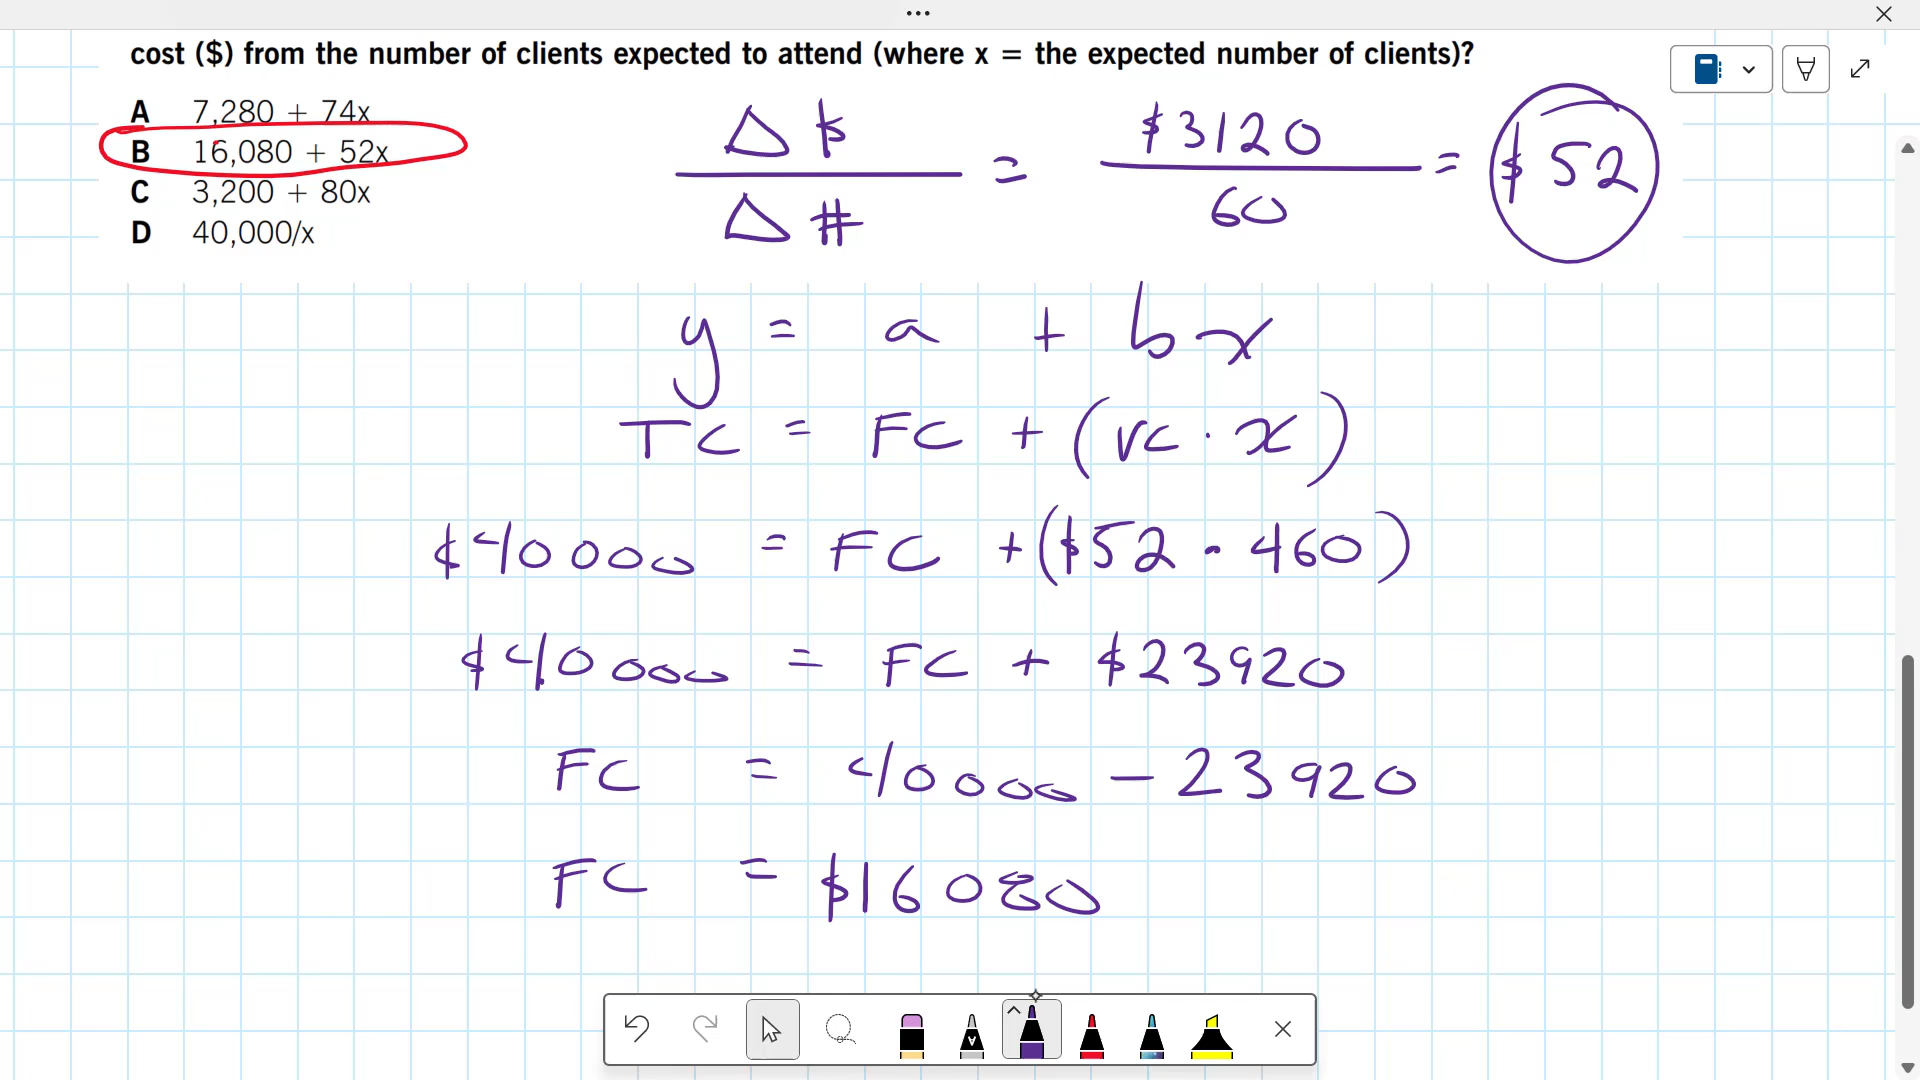 cost ($) from the number of clients expected to attend (where x = the expected number of clients)?
A 7,280 + 74x
B 16,080 + 52x
C 3,200 + 80x
D 40,000/x
Δ $ / Δ # = $3120 / 60 = $52
y = a + bx
TC = FC + (VC · x)
$40000 = FC + ($52 · 460)
$40000 = FC + $23920
FC = 40000 − 23920
FC = $16080